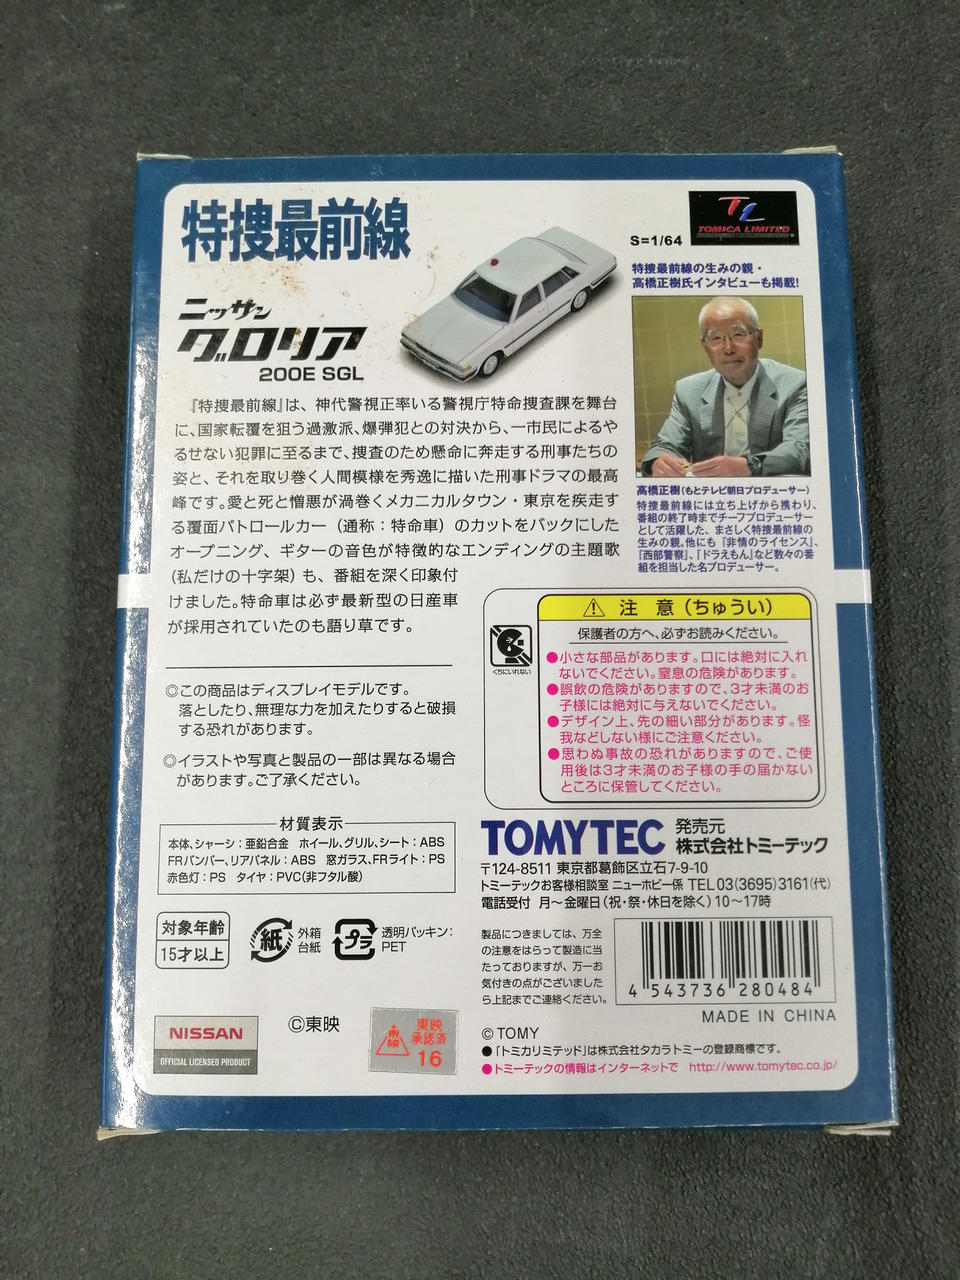 特捜最前線
ニッサン
グロリア
200E SGL
S=1/64
TL
TOMICA LIMITED
特捜最前線の生みの親・
高橋正樹氏インタビューも掲載!
高橋正樹(もとテレビ朝日プロデューサー)
特捜最前線には立ち上げから携わり、
番組の終了時までチーフプロデューサー
として活躍した、まさしく特捜最前線の
生みの親。他にも『非情のライセンス』、
『西部警察』、『ドラえもん』など数々の番
組を担当した名プロデューサー。
『特捜最前線』は、神代警視正率いる警視庁特命捜査課を舞台
に、国家転覆を狙う過激派、爆弾犯との対決から、一市民によるや
るせない犯罪に至るまで、捜査のため懸命に奔走する刑事たちの
姿と、それを取り巻く人間模様を秀逸に描いた刑事ドラマの最高
峰です。愛と死と憎悪が渦巻くメカニカルタウン・東京を疾走す
る覆面パトロールカー（通称：特命車）のカットをバックにした
オープニング、ギターの音色が特徴的なエンディングの主題歌
（私だけの十字架）も、番組を深く印象付
けました。特命車は必ず最新型の日産車
が採用されていたのも語り草です。
◎この商品はディスプレイモデルです。
落としたり、無理な力を加えたりすると破損
する恐れがあります。
◎イラストや写真と製品の一部は異なる場合
があります。ご了承ください。
材質表示
本体、シャーシ：亜鉛合金　ホイール、グリル、シート：ABS
FRバンパー、リアパネル：ABS　窓ガラス、FRライト：PS
赤色灯：PS　タイヤ：PVC(非フタル酸)
対象年齢
15才以上
紙
外箱
台紙
プラ
透明パッキン：
PET
NISSAN
OFFICIAL LICENSED PRODUCT
©東映
東映
東映
承認済
16
くちにいれない
注 意（ちゅうい）
保護者の方へ、必ずお読みください。
●小さな部品があります。口には絶対に入れ
ないでください。窒息の危険があります。
●誤飲の危険がありますので、3才未満のお
子様には絶対に与えないでください。
●デザイン上、先の細い部分があります。怪
我などしない様にご注意ください。
●思わぬ事故の恐れがありますので、ご使
用後は3才未満のお子様の手の届かない
ところに保管してください。
TOMYTEC 発売元
株式会社トミーテック
〒124-8511 東京都葛飾区立石7-9-10
トミーテックお客様相談室 ニューホビー係 TEL 03(3695)3161(代)
電話受付　月～金曜日(祝・祭・休日を除く)10～17時
製品につきましては、万全
の注意をはらって製造に当
たっておりますが、万一お
気付きの点がございました
ら上記までご連絡ください。
4 543736 280484
MADE IN CHINA
© TOMY
●「トミカリミテッド」は株式会社タカラトミーの登録商標です。
●トミーテックの情報はインターネットで　http://www.tomytec.co.jp/